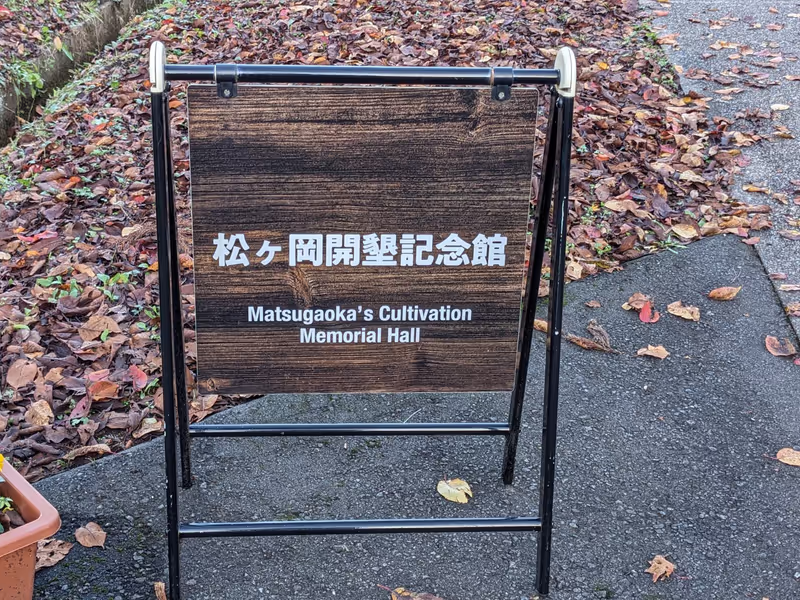 松ヶ岡開墾記念館
Matsugaoka's Cultivation
Memorial Hall